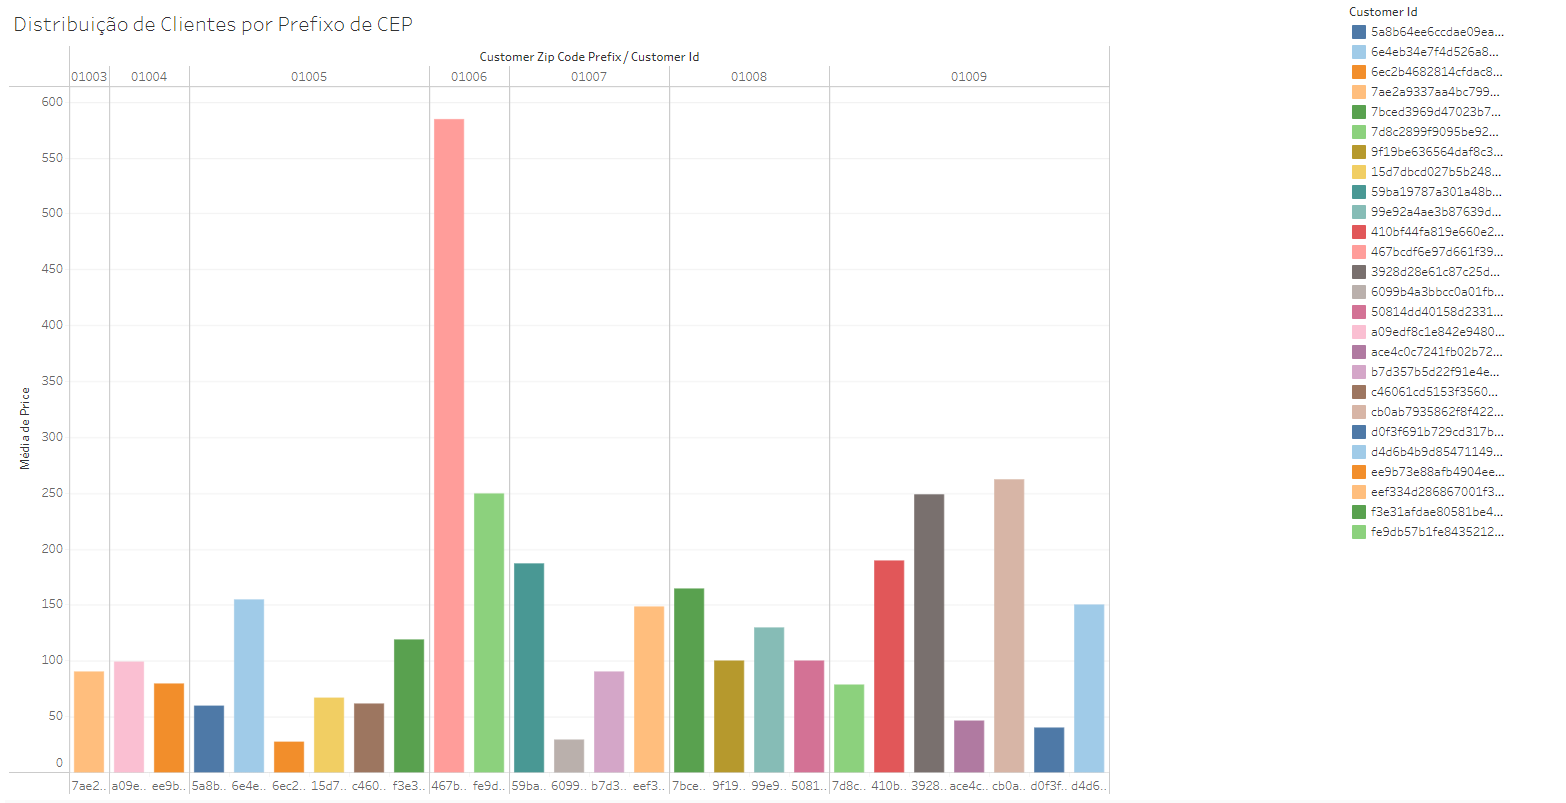 Distribuição de Clientes por Prefixo de CEP
Customer Zip Code Prefix / Customer Id
01003 01004 01005 01006 01007 01008 01009
600
550
500
450
400
350
300
250
200
150
100
50
0
Média de Price
7ae2.. a09e.. ee9b.. 5a8b.. 6e4e.. 6ec2.. 15d7.. c460.. f3e3.. 467b.. fe9d.. 59ba.. 6099.. b7d3.. eef3.. 7bce.. 9f19.. 99e9.. 5081.. 7d8c.. 410b.. 3928.. ace4c.. cb0a.. d0f3f.. d4d6..
Customer Id
5a8b64ee6ccdae09ea...
6e4eb34e7f4d526a8...
6ec2b4682814cfdac8...
7ae2a9337aa4bc799...
7bced3969d47023b7...
7d8c2899f9095be92...
9f19be636564daf8c3...
15d7dbcd027b5b248...
59ba19787a301a48b...
99e92a4ae3b87639d...
410bf44fa819e660e2...
467bcdf6e97d661f39...
3928d28e61c87c25d...
6099b4a3bbcc0a01fb...
50814dd40158d2331...
a09edf8c1e842e9480...
ace4c0c7241fb02b72...
b7d357b5d22f91e4e...
c46061cd5153f3560...
cb0ab7935862f8f422...
d0f3f691b729cd317b...
d4d6b4b9d85471149...
ee9b73e88afb4904ee...
eef334d286867001f3...
f3e31afdae80581be4...
fe9db57b1fe8435212...